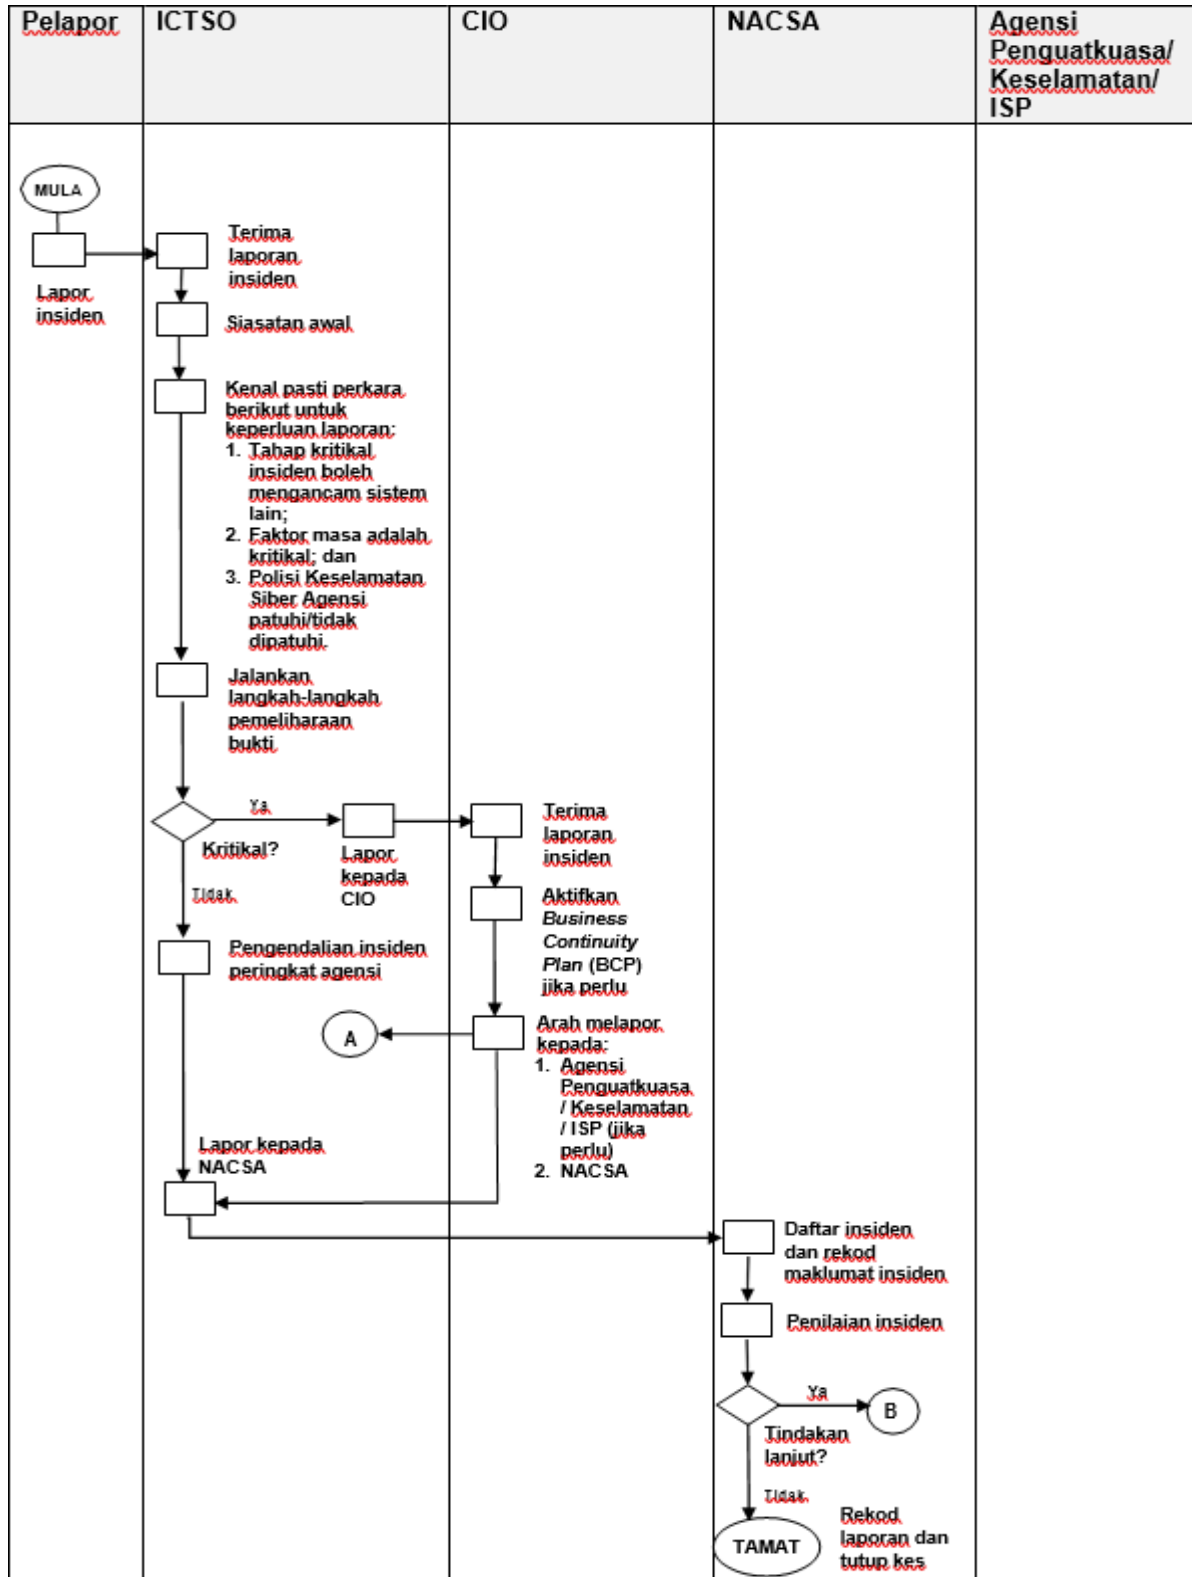 Pelapor
ICTSO
CIO
NACSA
Agensi
Penguatkuasa/
Keselamatan/
ISP
MULA
Lapor
insiden
Terima
laporan
insiden
Siasatan awal
Kenal pasti perkara
berikut untuk
keperluan laporan:
1. Tahap kritikal
insiden boleh
mengancam sistem
lain;
2. Faktor masa adalah
kritikal; dan
3. Polisi Keselamatan
Siber Agensi
patuhi/tidak
dipatuhi.
Jalankan
langkah-langkah
pemeliharaan
bukti
Ya
Kritikal?
Tidak
Lapor
kepada
CIO
Terima
laporan
insiden
Aktifkan
Business
Continuity
Plan (BCP)
jika perlu
Pengendalian insiden
peringkat agensi
A
Arah melapor
kepada:
1. Agensi
Penguatkuasa
/ Keselamatan
/ ISP (jika
perlu)
2. NACSA
Lapor kepada
NACSA
Daftar insiden
dan rekod
maklumat insiden
Penilaian insiden
Ya
B
Tindakan
lanjut?
Tidak
TAMAT
Rekod
laporan dan
tutup kes